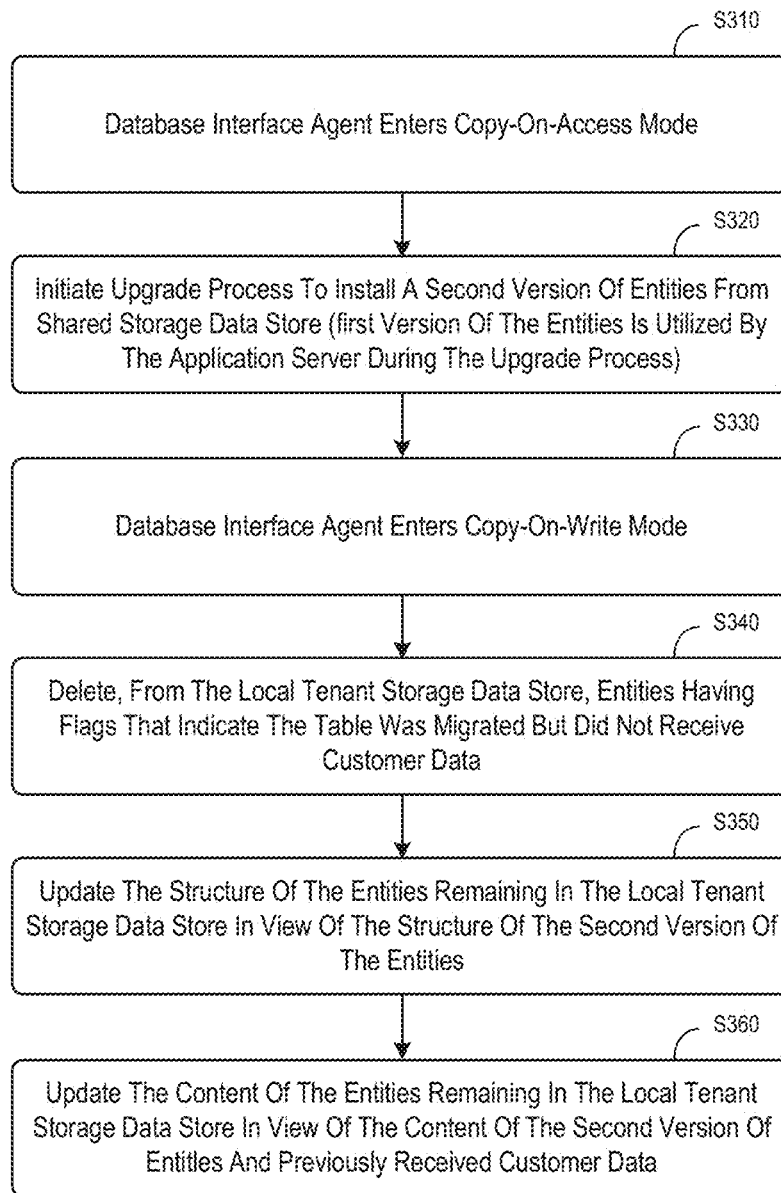 S310
Database Interface Agent Enters Copy-On-Access Mode
S320
Initiate Upgrade Process To Install A Second Version Of Entities From
Shared Storage Data Store (first Version Of The Entities Is Utilized By
The Application Server During The Upgrade Process)
S330
Database Interface Agent Enters Copy-On-Write Mode
S340
Delete, From The Local Tenant Storage Data Store, Entities Having
Flags That Indicate The Table Was Migrated But Did Not Receive
Customer Data
S350
Update The Structure Of The Entities Remaining In The Local Tenant
Storage Data Store In View Of The Structure Of The Second Version Of
The Entities
S360
Update The Content Of The Entities Remaining In The Local Tenant
Storage Data Store In View Of The Content Of The Second Version Of
Entities And Previously Received Customer Data